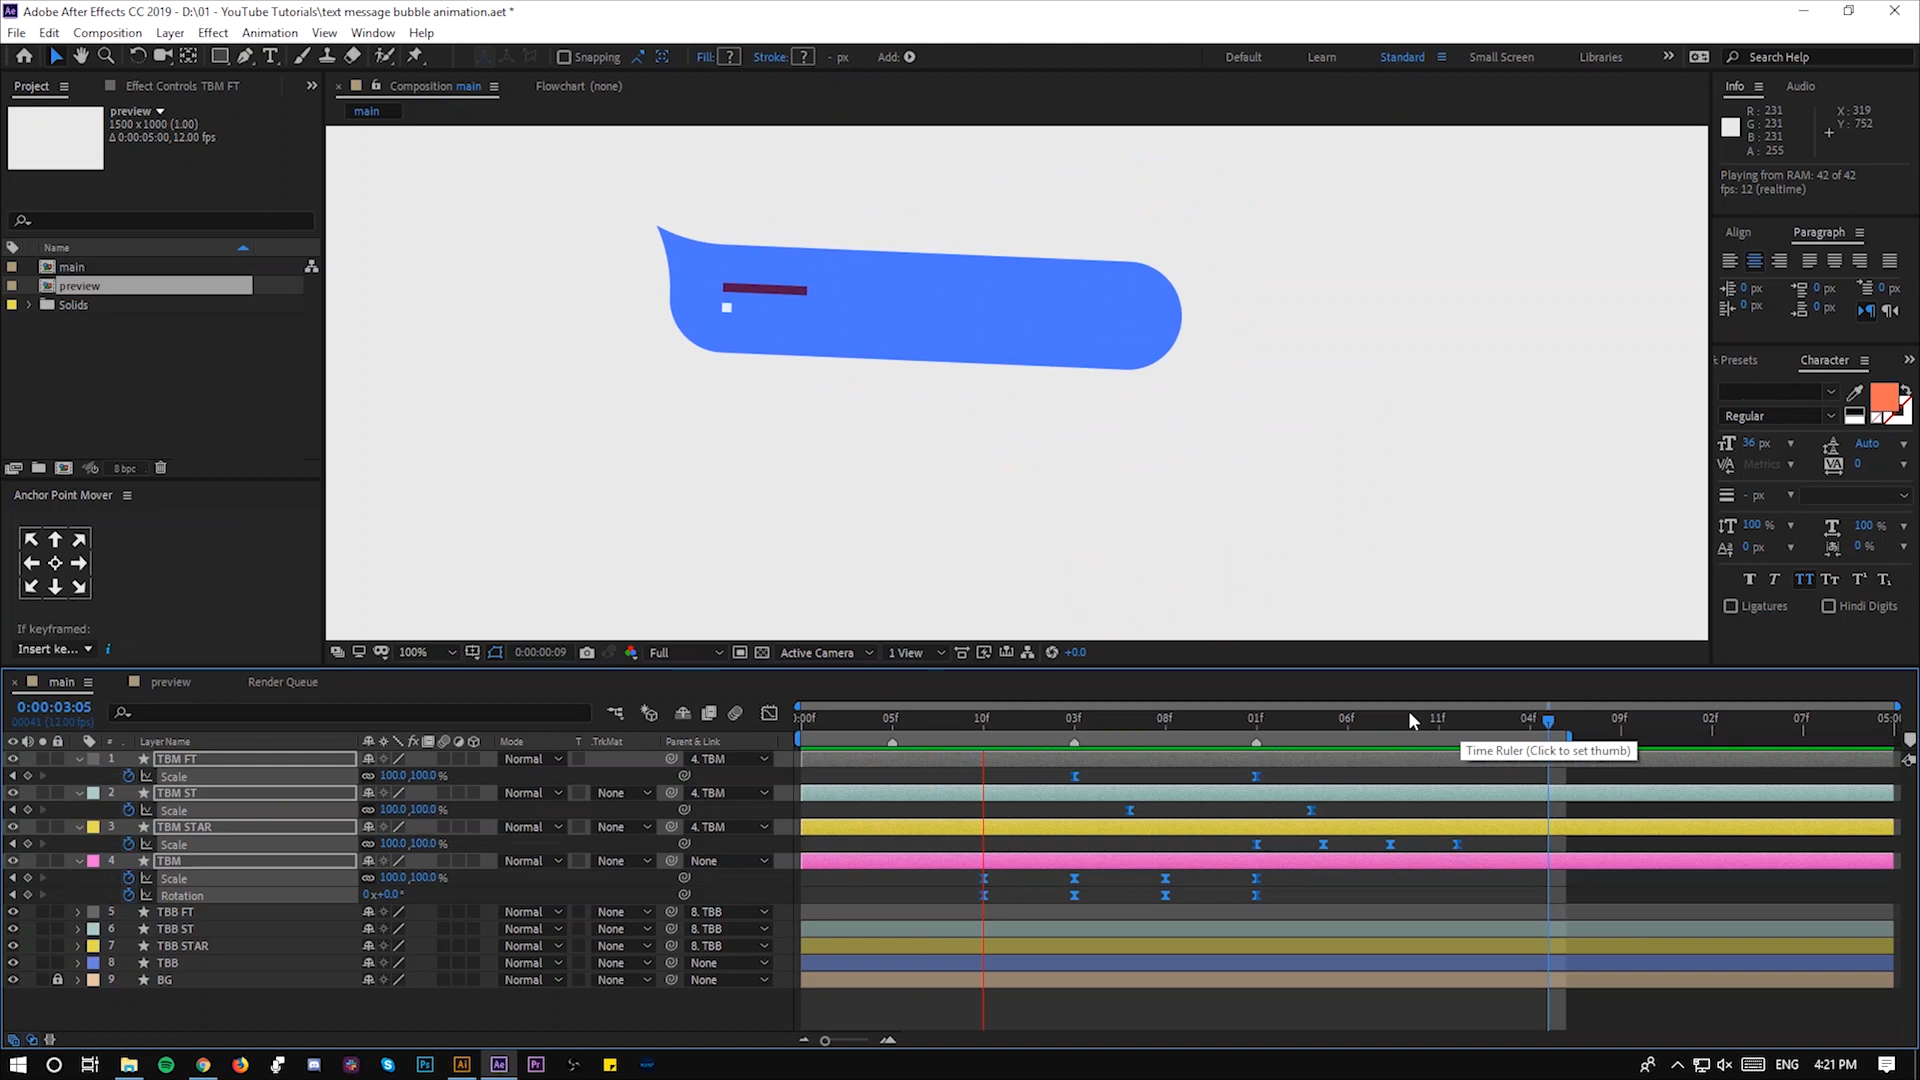 Adobe After Effects CC 2019 - D:\01 - YouTube Tutorials\text message bubble animation.aet *
File Edit Composition Layer Effect Animation View Window Help
Snapping Fill: ? Stroke: ? - px Add: Default Learn Standard Small Screen Libraries Search Help
Project Effect Controls TBM FT Composition main Flowchart (none) Info Audio
preview
1500 x 1000 (1.00)
Δ 0:00:05:00, 12.00 fps
main
R: 231 X: 319
G: 231 Y: 752
B: 231
A: 255
Playing from RAM: 42 of 42
fps: 12 (realtime)
Name
main
preview
Solids
Align Paragraph
0 px 0 px 0 px
0 px 0 px
Presets Character
Regular
36 px Auto
Metrics 0
- px
100 % 100 %
0 px 0 %
Ligatures Hindi Digits
8 bpc
Anchor Point Mover
If keyframed:
Insert ke...
100% 0:00:00:09 Full Active Camera 1 View +0.0
main preview Render Queue
0:00:03:05
00041 (12.00 fps)
:00f 05f 10f 03f 08f 01f 06f 11f 04f 09f 02f 07f 05:0
# Layer Name Mode T .TrkMat Parent & Link
Time Ruler (Click to set thumb)
1 TBM FT Normal 4. TBM
Scale 100.0,100.0 %
2 TBM ST Normal None 4. TBM
Scale 100.0,100.0 %
3 TBM STAR Normal None 4. TBM
Scale 100.0,100.0 %
4 TBM Normal None None
Scale 100.0,100.0 %
Rotation 0x+0.0°
5 TBB FT Normal None 8. TBB
6 TBB ST Normal None 8. TBB
7 TBB STAR Normal None 8. TBB
8 TBB Normal None None
9 BG Normal None None
ENG 4:21 PM